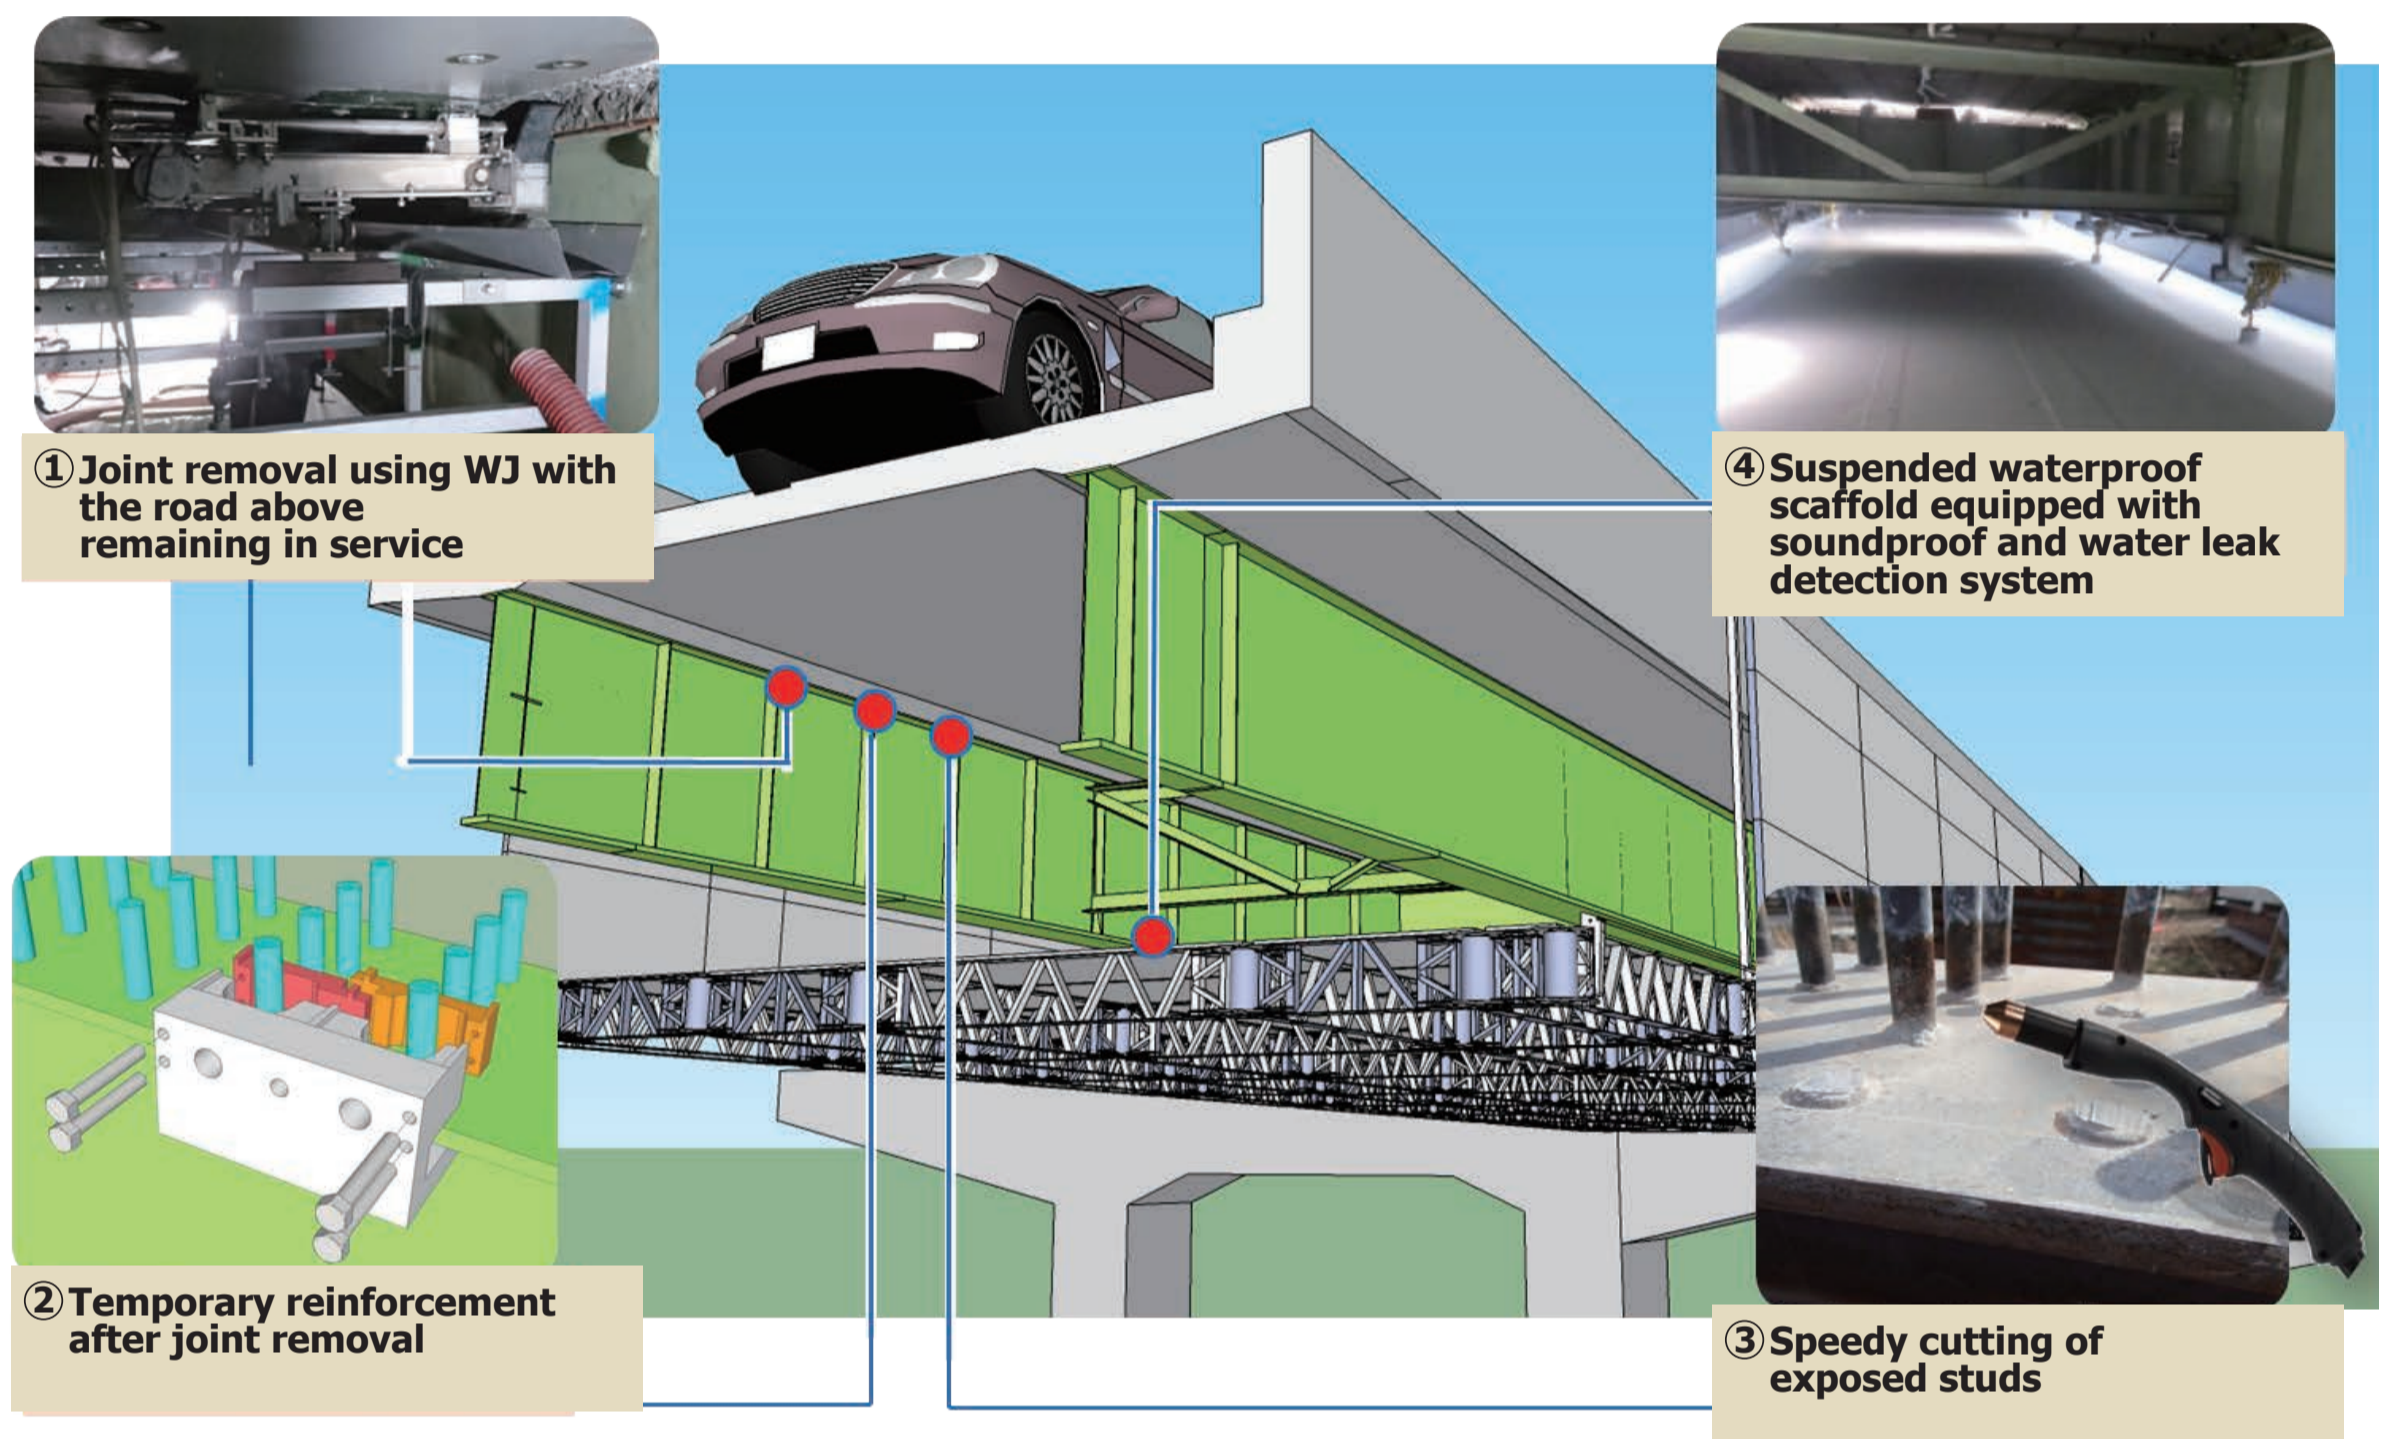 ①Joint removal using WJ with
the road above
remaining in service
④Suspended waterproof
scaffold equipped with
soundproof and water leak
detection system
②Temporary reinforcement
after joint removal
③Speedy cutting of
exposed studs